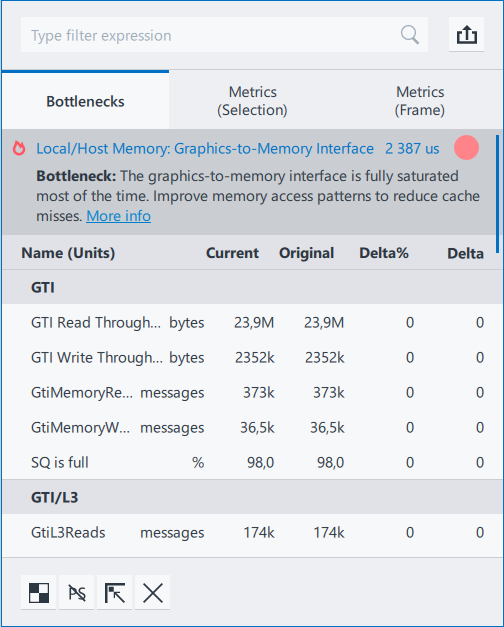 Type filter expression
Bottlenecks
Metrics
(Selection)
Metrics
(Frame)
Local/Host Memory: Graphics-to-Memory Interface 2 387 us
Bottleneck: The graphics-to-memory interface is fully saturated
most of the time. Improve memory access patterns to reduce cache
misses. More info
Name (Units) Current Original Delta% Delta
GTI
GTI Read Through... bytes 23,9M 23,9M 0 0
GTI Write Through... bytes 2352k 2352k 0 0
GtiMemoryRe... messages 373k 373k 0 0
GtiMemoryW... messages 36,5k 36,5k 0 0
SQ is full % 98,0 98,0 0 0
GTI/L3
GtiL3Reads messages 174k 174k 0 0
PS